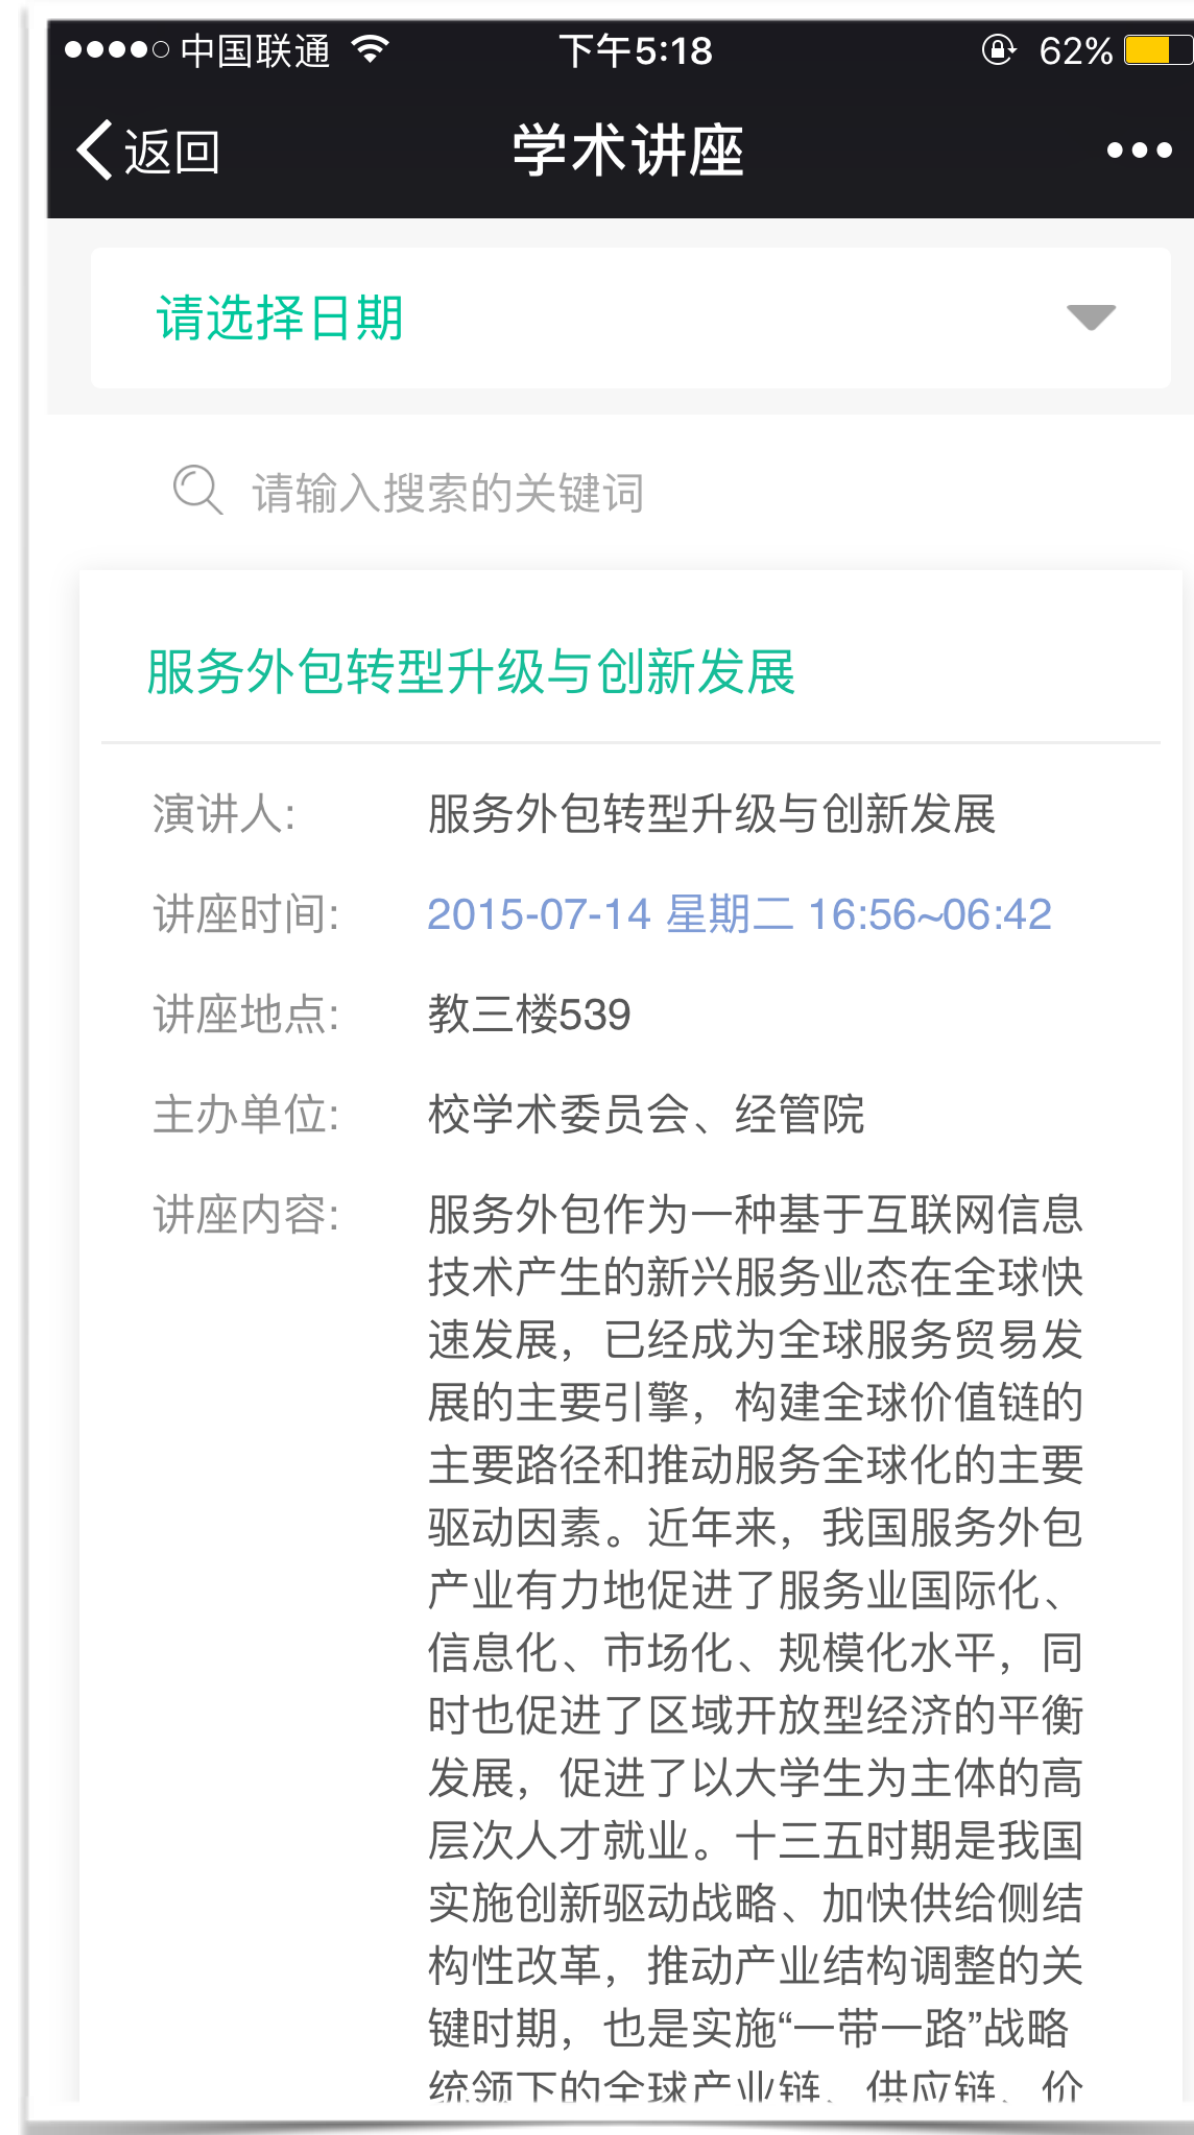 中国联通 下午5:18 62%
返回 学术讲座
请选择日期
请输入搜索的关键词
服务外包转型升级与创新发展
演讲人: 服务外包转型升级与创新发展
讲座时间: 2015-07-14 星期二 16:56~06:42
讲座地点: 教三楼539
主办单位: 校学术委员会、经管院
讲座内容: 服务外包作为一种基于互联网信息
技术产生的新兴服务业态在全球快
速发展，已经成为全球服务贸易发
展的主要引擎，构建全球价值链的
主要路径和推动服务全球化的主要
驱动因素。近年来，我国服务外包
产业有力地促进了服务业国际化、
信息化、市场化、规模化水平，同
时也促进了区域开放型经济的平衡
发展，促进了以大学生为主体的高
层次人才就业。十三五时期是我国
实施创新驱动战略、加快供给侧结
构性改革，推动产业结构调整的关
键时期，也是实施“一带一路”战略
统领下的全球产业链、供应链、价